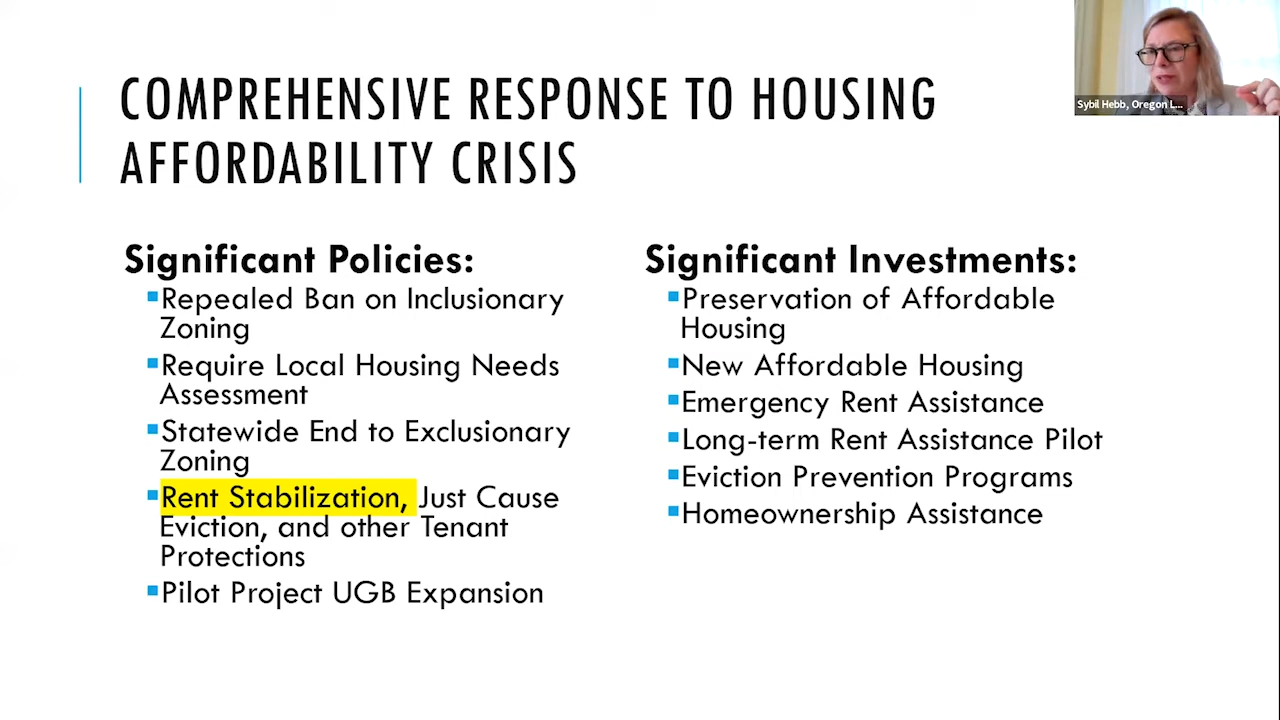 COMPREHENSIVE RESPONSE TO HOUSING
AFFORDABILITY CRISIS
Significant Policies:
Repealed Ban on Inclusionary
Zoning
Require Local Housing Needs
Assessment
Statewide End to Exclusionary
Zoning
Rent Stabilization, Just Cause
Eviction, and other Tenant
Protections
Pilot Project UGB Expansion
Significant Investments:
Preservation of Affordable
Housing
New Affordable Housing
Emergency Rent Assistance
Long-term Rent Assistance Pilot
Eviction Prevention Programs
Homeownership Assistance
Sybil Hebb, Oregon L...